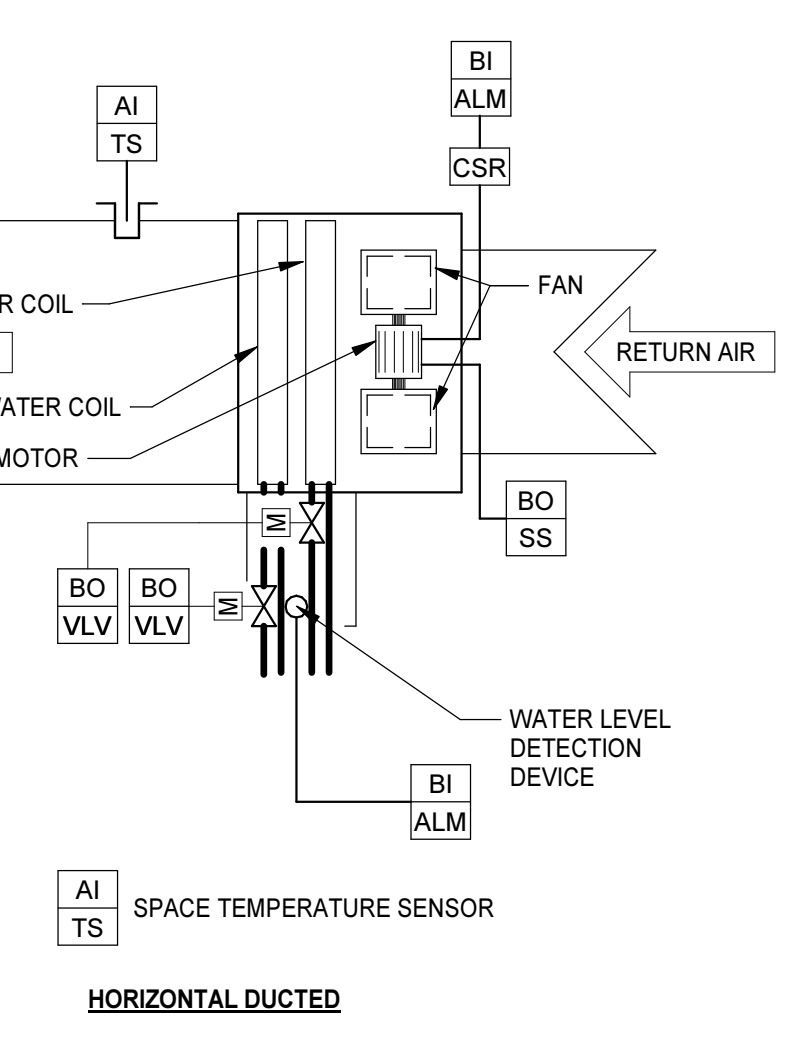 BI
ALM
AI
TS
CSR
FAN
R COIL
RETURN AIR
WATER COIL
MOTOR
BO
SS
M
BO
VLV
BO
VLV
M
WATER LEVEL
DETECTION
DEVICE
BI
ALM
AI
TS
SPACE TEMPERATURE SENSOR
HORIZONTAL DUCTED